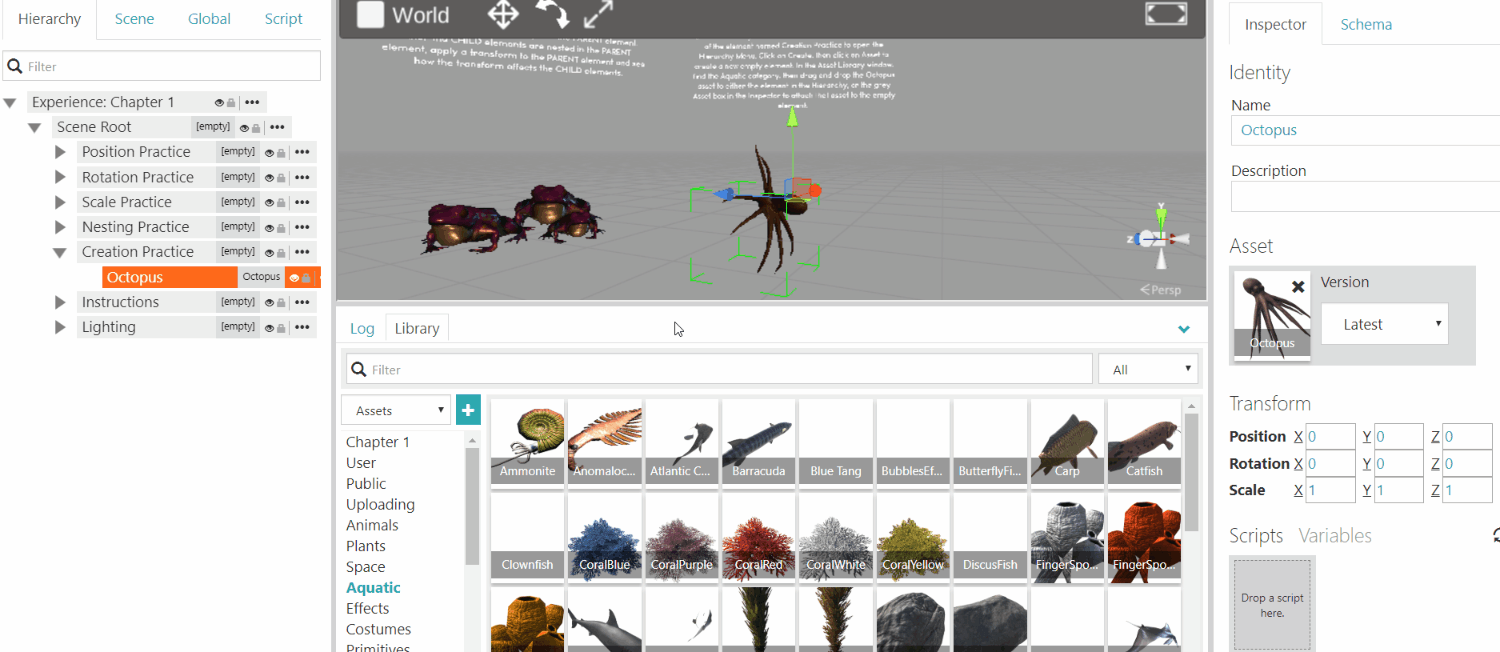 Hierarchy
Scene
Global
Script
Filter
Experience: Chapter 1
Scene Root [empty]
Position Practice [empty]
Rotation Practice [empty]
Scale Practice [empty]
Nesting Practice [empty]
Creation Practice [empty]
Octopus Octopus
Instructions [empty]
Lighting [empty]
World
CHILD elements are nested in the PARENT
element, apply a transform to the PARENT element and see
how the transform affects the CHILD elements.
of the element named Creation Practice to open the
Hierarchy Menu. Click on Create, then click on Asset to
create a new empty element. In the Asset Library window,
find the Aquatic category, then drag and drop the Octopus
asset to either the element in the Hierarchy, or the grey
Asset box in the Inspector to attach the asset to the empty
element.
Y
Z
Persp
Log
Library
Filter
All
Assets
+
Chapter 1
User
Public
Uploading
Animals
Plants
Space
Aquatic
Effects
Costumes
Primitives
Ammonite
Anomaloc...
Atlantic C...
Barracuda
Blue Tang
BubblesEf...
ButterflyFi...
Carp
Catfish
Clownfish
CoralBlue
CoralPurple
CoralRed
CoralWhite
CoralYellow
DiscusFish
FingerSpo...
FingerSpo...
Inspector
Schema
Identity
Name
Octopus
Description
Asset
Octopus
Version
Latest
Transform
Position X 0 Y 0 Z 0
Rotation X 0 Y 0 Z 0
Scale X 1 Y 1 Z 1
Scripts Variables
Drop a script
here.